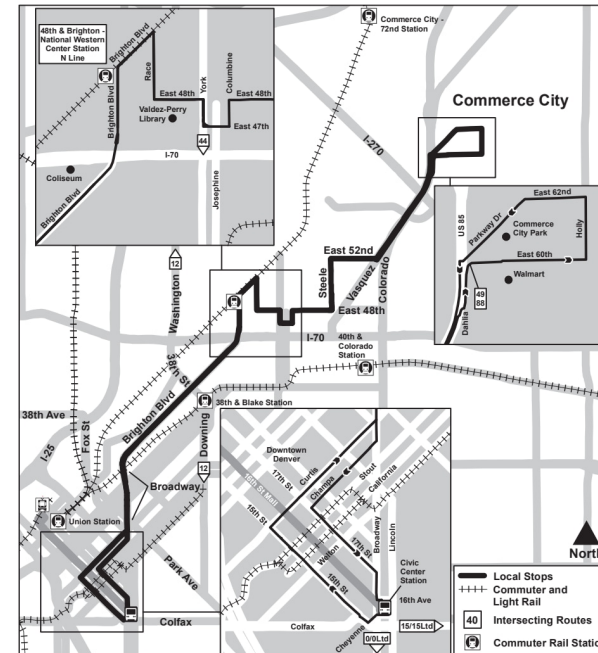 48th & Brighton -
National Western
Center Station
N Line
Brighton Blvd
Race
York
Columbine
East 48th
East 48th
Valdez-Perry
Library
East 47th
Brighton Blvd
44
I-70
Coliseum
Josephine
Brighton Blvd
Commerce City -
72nd Station
Commerce City
I-270
East 62nd
Parkway Dr
US 85
Commerce
City Park
Holly
East 60th
Walmart
49
88
Dahlia
12
Washington
East 52nd
Steele
Vasquez
Colorado
East 48th
I-70
40th &
Colorado
Station
38th St
38th & Blake Station
38th Ave
Fox St
I-25
Brighton Blvd
Downing
12
Broadway
Union Station
Park Ave
Colfax
Downtown
Denver
Curtis
Champa
Stout
California
17th St
16th St Mall
15th St
Welton
17th St
Broadway
Lincoln
15th St
Civic
Center
Station
16th Ave
Colfax
15/15Ltd
Cheyenne
0/0Ltd
North
Local Stops
Commuter and
Light Rail
40
Intersecting Routes
Commuter Rail Statio